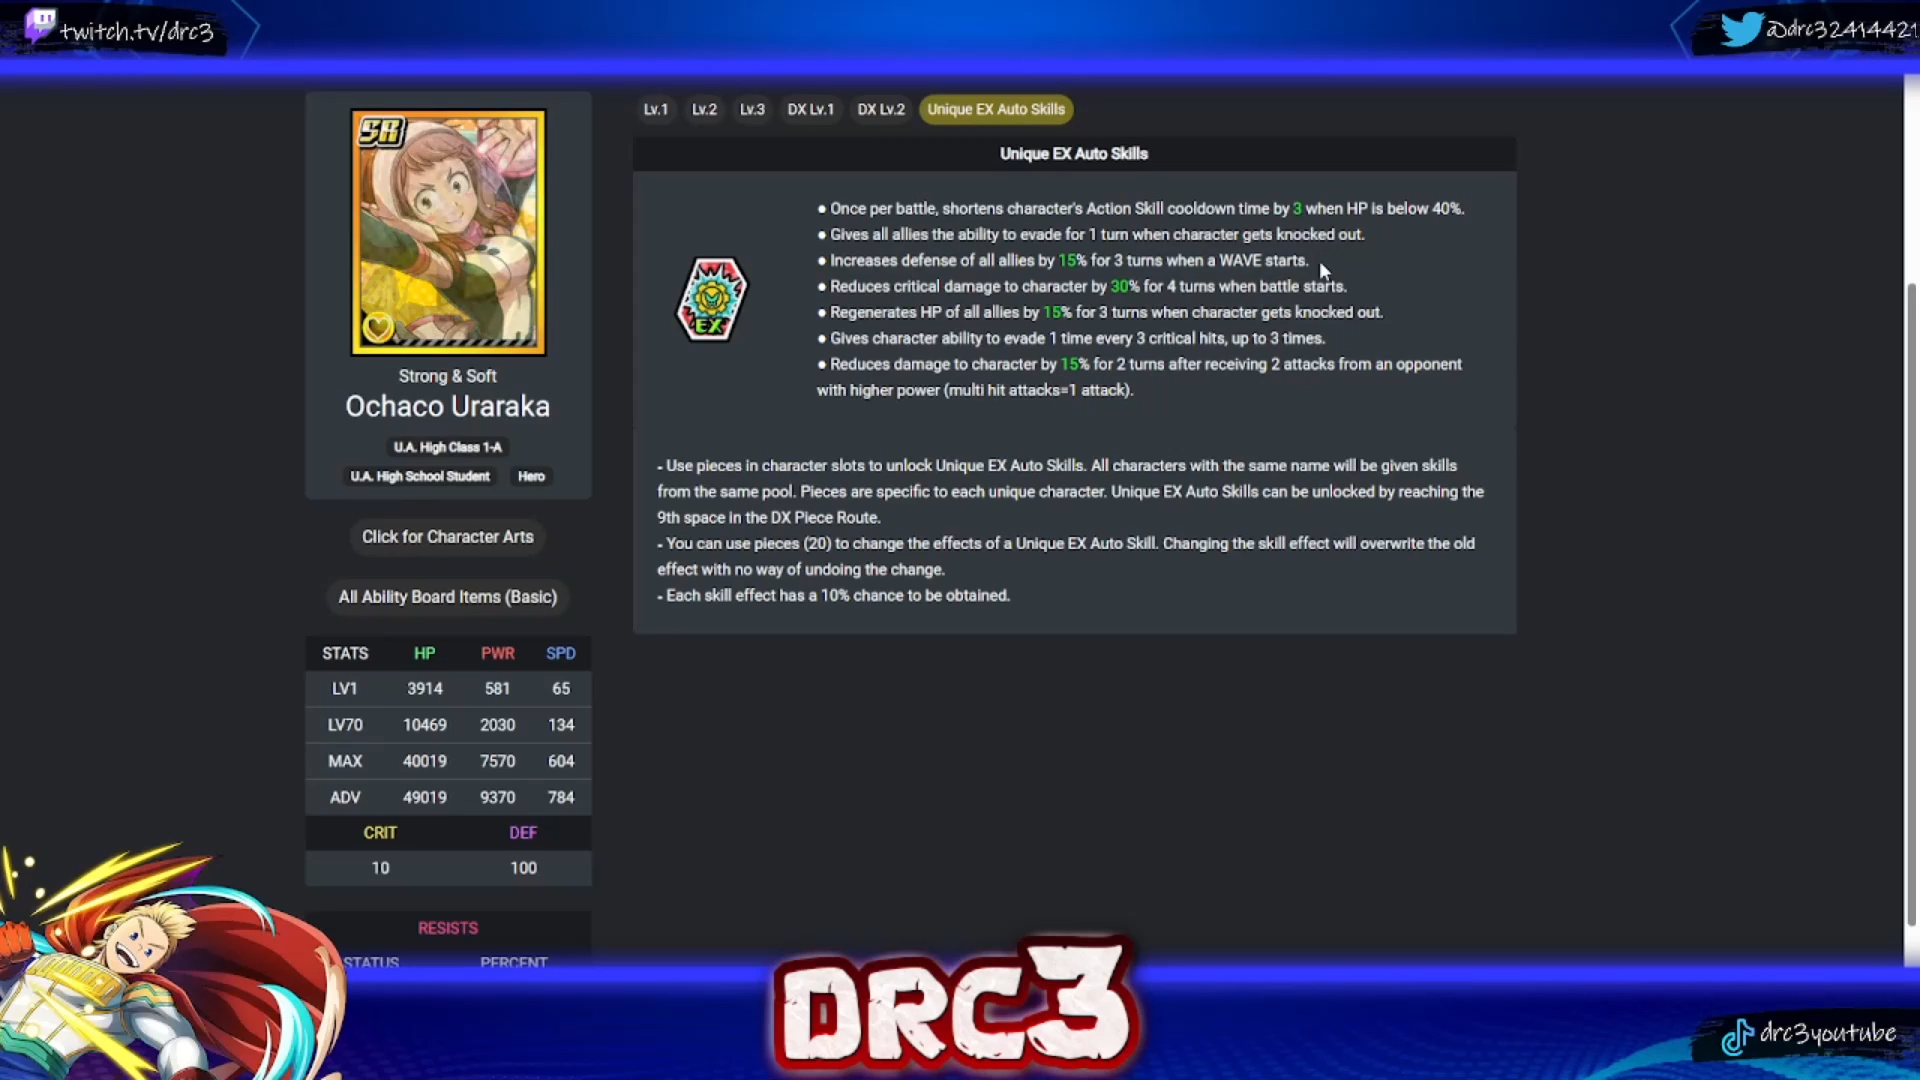 twitch.tv/drc3
@drc32414421
Lv.1 Lv.2 Lv.3 DX Lv.1 DX Lv.2 Unique EX Auto Skills
Unique EX Auto Skills
SR
EX
● Once per battle, shortens character's Action Skill cooldown time by 3 when HP is below 40%.
● Gives all allies the ability to evade for 1 turn when character gets knocked out.
● Increases defense of all allies by 15% for 3 turns when a WAVE starts.
● Reduces critical damage to character by 30% for 4 turns when battle starts.
● Regenerates HP of all allies by 15% for 3 turns when character gets knocked out.
● Gives character ability to evade 1 time every 3 critical hits, up to 3 times.
● Reduces damage to character by 15% for 2 turns after receiving 2 attacks from an opponent
with higher power (multi hit attacks=1 attack).
Strong & Soft
Ochaco Uraraka
U.A. High Class 1-A
U.A. High School Student Hero
Click for Character Arts
All Ability Board Items (Basic)
- Use pieces in character slots to unlock Unique EX Auto Skills. All characters with the same name will be given skills
from the same pool. Pieces are specific to each unique character. Unique EX Auto Skills can be unlocked by reaching the
9th space in the DX Piece Route.
- You can use pieces (20) to change the effects of a Unique EX Auto Skill. Changing the skill effect will overwrite the old
effect with no way of undoing the change.
- Each skill effect has a 10% chance to be obtained.
STATS HP PWR SPD
LV1 3914 581 65
LV70 10469 2030 134
MAX 40019 7570 604
ADV 49019 9370 784
CRIT DEF
10 100
RESISTS
STATUS PERCENT
DRC3
drc3youtube